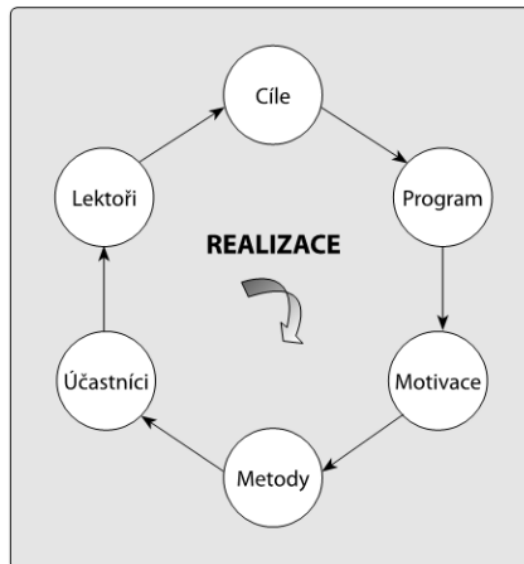 Cíle
Lektoři
Program
REALIZACE
Účastníci
Motivace
Metody